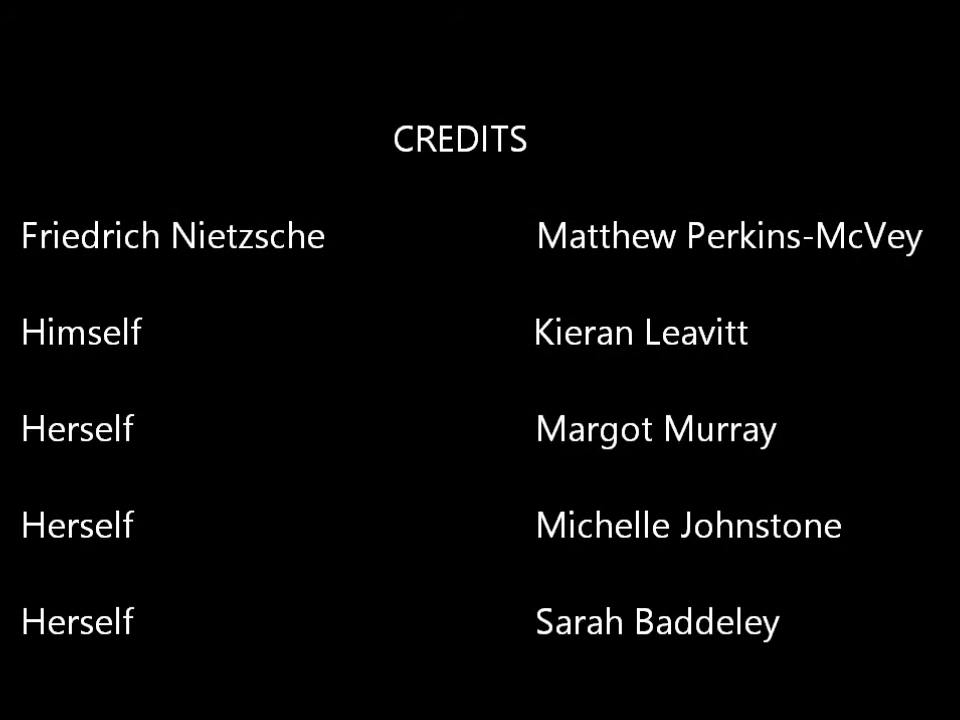 CREDITS
Friedrich Nietzsche Matthew Perkins-McVey
Himself Kieran Leavitt
Herself Margot Murray
Herself Michelle Johnstone
Herself Sarah Baddeley